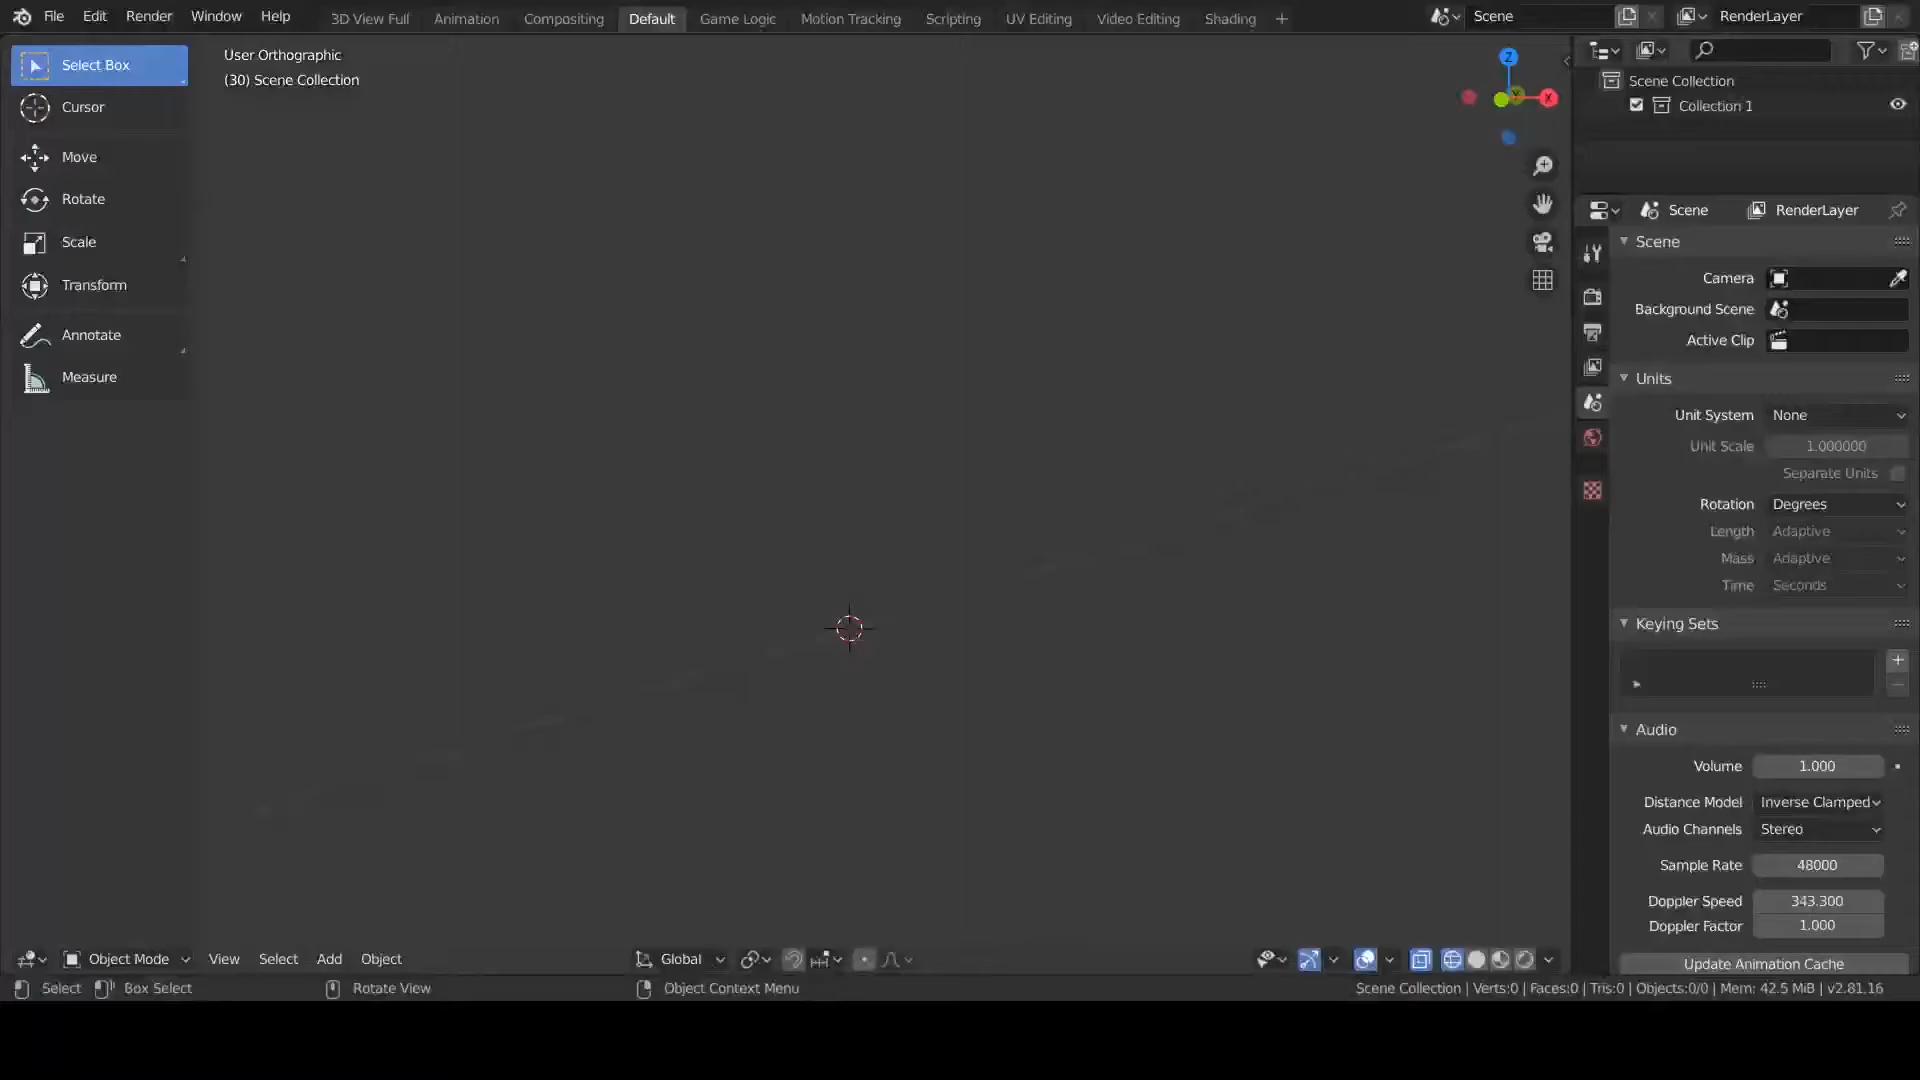 File Edit Render Window Help 3D View Full Animation Compositing Default Game Logic Motion Tracking Scripting UV Editing Video Editing Shading + Scene RenderLayer
Select Box
Cursor
Move
Rotate
Scale
Transform
Annotate
Measure
User Orthographic
(30) Scene Collection
Z
Y
X
Scene Collection
Collection 1
Scene RenderLayer
Scene
Camera
Background Scene
Active Clip
Units
Unit System None
Unit Scale 1.000000
Separate Units
Rotation Degrees
Length Adaptive
Mass Adaptive
Time Seconds
Keying Sets
Audio
Volume 1.000
Distance Model Inverse Clamped
Audio Channels Stereo
Sample Rate 48000
Doppler Speed 343.300
Doppler Factor 1.000
Update Animation Cache
Object Mode View Select Add Object Global
Select Box Select Rotate View Object Context Menu Scene Collection | Verts:0 | Faces:0 | Tris:0 | Objects:0/0 | Mem: 42.5 MiB | v2.81.16